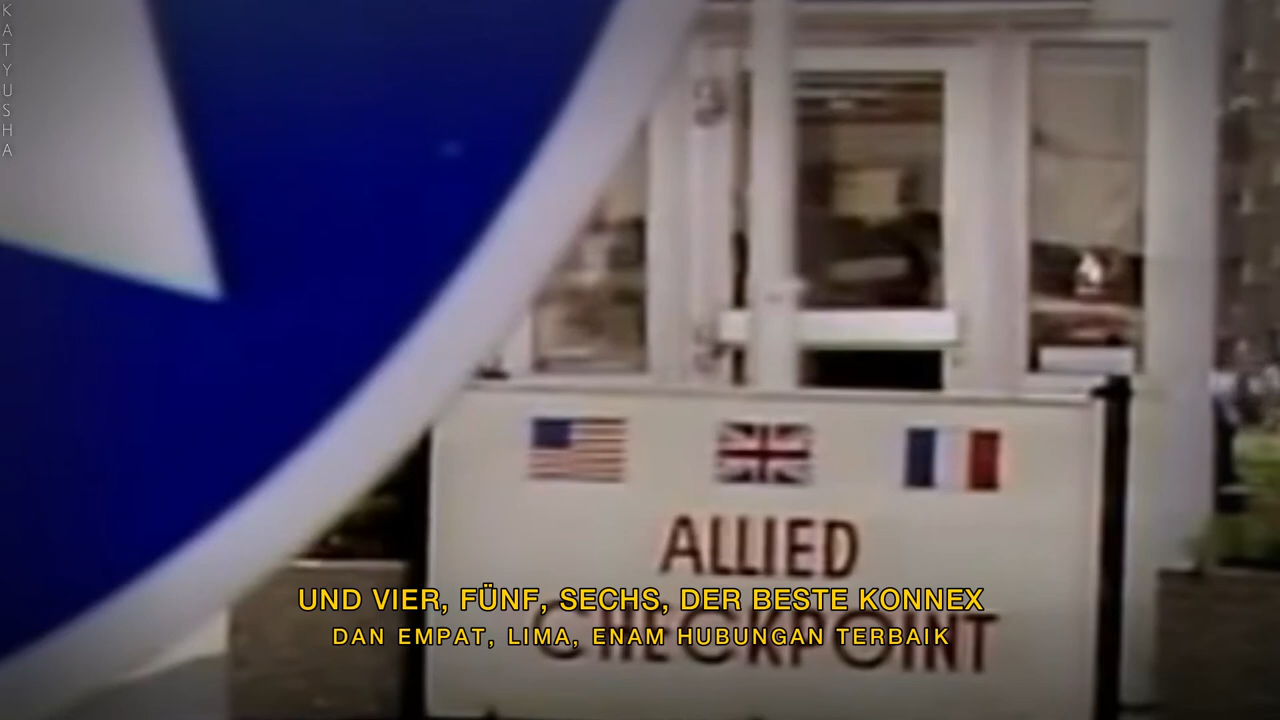 KATYUSHA
ALLIED
CHECKPOINT
UND VIER, FÜNF, SECHS, DER BESTE KONNEX
DAN EMPAT, LIMA, ENAM HUBUNGAN TERBAIK